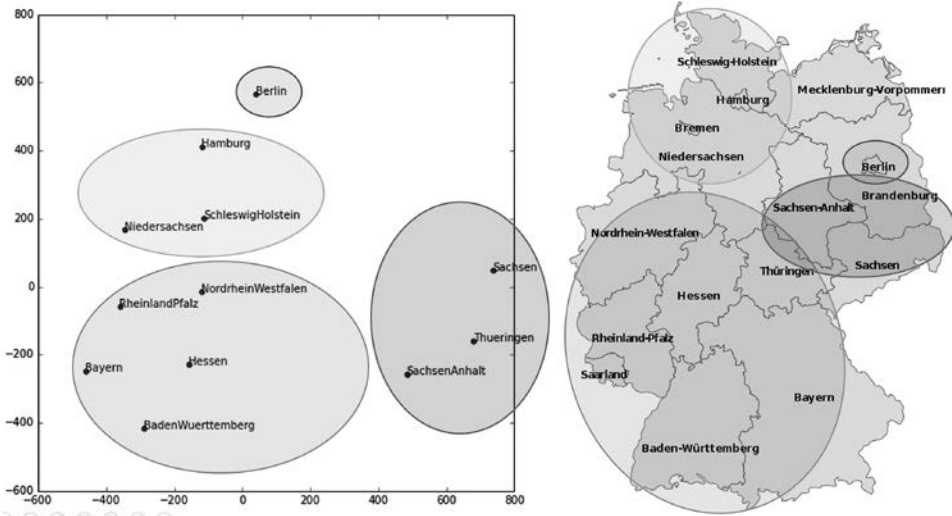 800
600
400
200
0
−200
−400
−600
−600
−400
−200
0
200
400
600
800
Berlin
Hamburg
SchleswigHolstein
Niedersachsen
Sachsen
NordrheinWestfalen
RheinlandPfalz
Thueringen
Hessen
Bayern
SachsenAnhalt
BadenWuerttemberg
Schleswig-Holstein
Mecklenburg-Vorpommern
Hamburg
Bremen
Niedersachsen
Berlin
Brandenburg
Sachsen-Anhalt
Nordrhein-Westfalen
Sachsen
Thüringen
Hessen
Rheinland-Pfalz
Saarland
Bayern
Baden-Württemberg